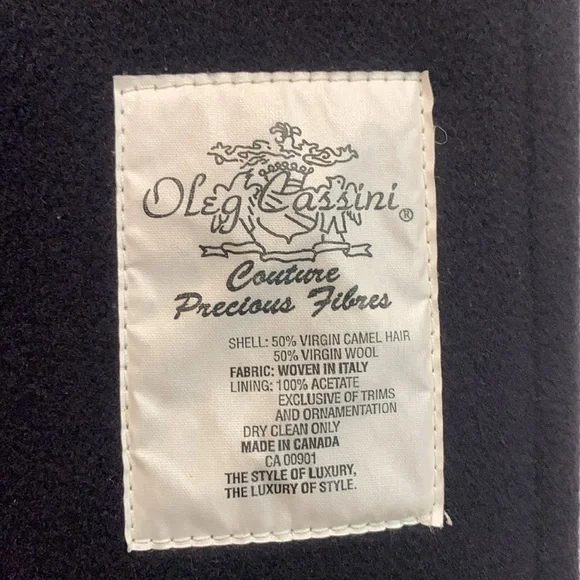 Oleg Cassini®
Couture
Precious Fibres
SHELL: 50% VIRGIN CAMEL HAIR
50% VIRGIN WOOL
FABRIC: WOVEN IN ITALY
LINING: 100% ACETATE
EXCLUSIVE OF TRIMS
AND ORNAMENTATION
DRY CLEAN ONLY
MADE IN CANADA
CA 00901
THE STYLE OF LUXURY,
THE LUXURY OF STYLE.